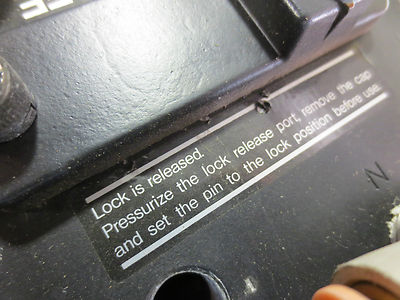 Lock is released.
Pressurize the lock release port, remove the cap
and set the pin to the lock position before use.
N